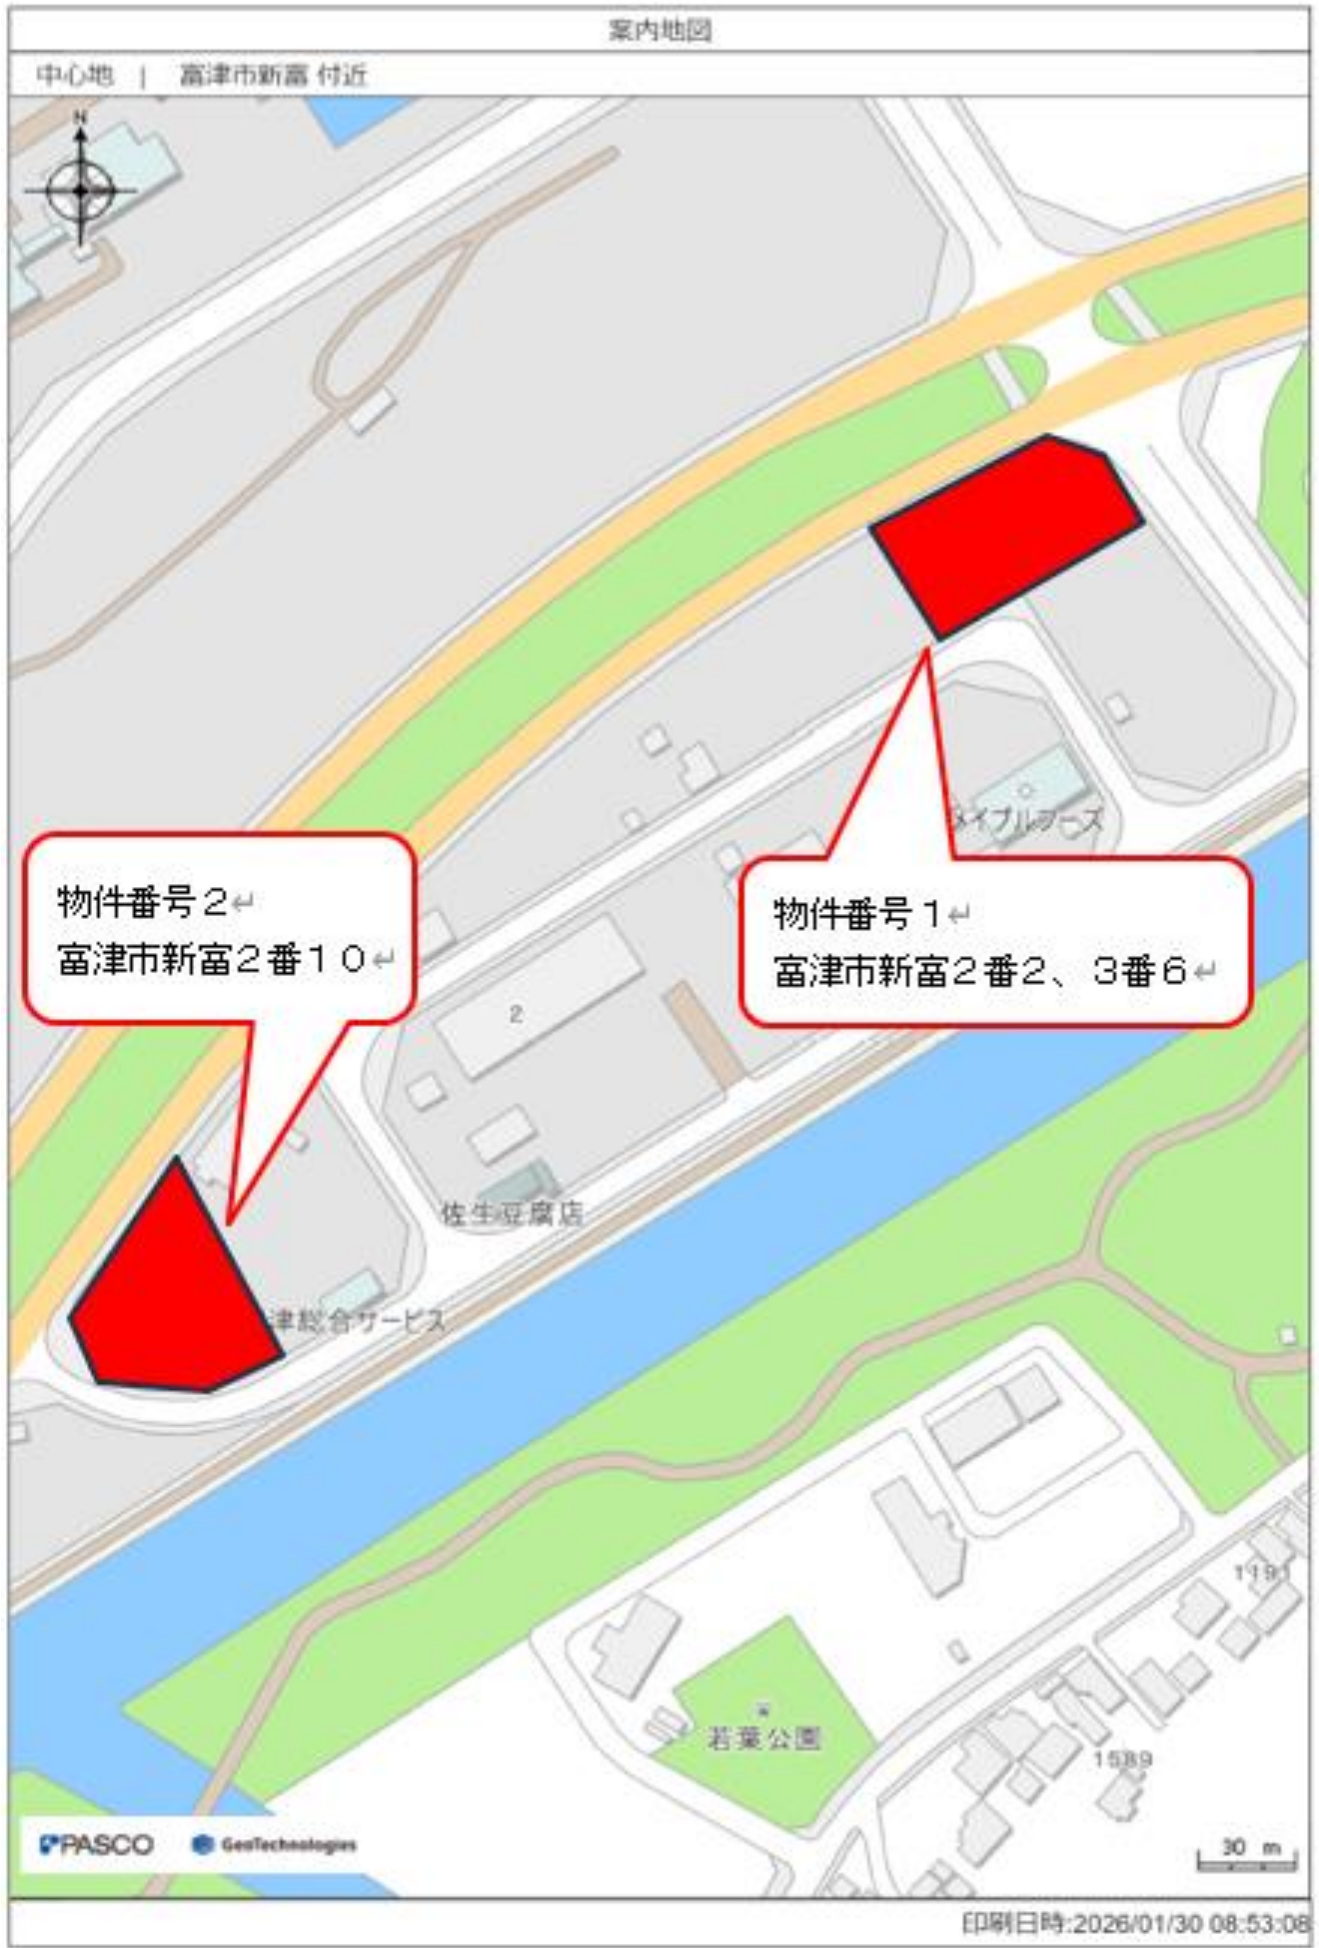 案内地図
中心地 | 富津市新富 付近
N
メイプルフーズ
物件番号２↵
富津市新富２番１０↵
物件番号１↵
富津市新富２番２、３番６↵
2
佐生豆腐店
津総合サービス
1191
若葉公園
1589
PASCO GeoTechnologies
30 m
印刷日時:2026/01/30 08:53:08